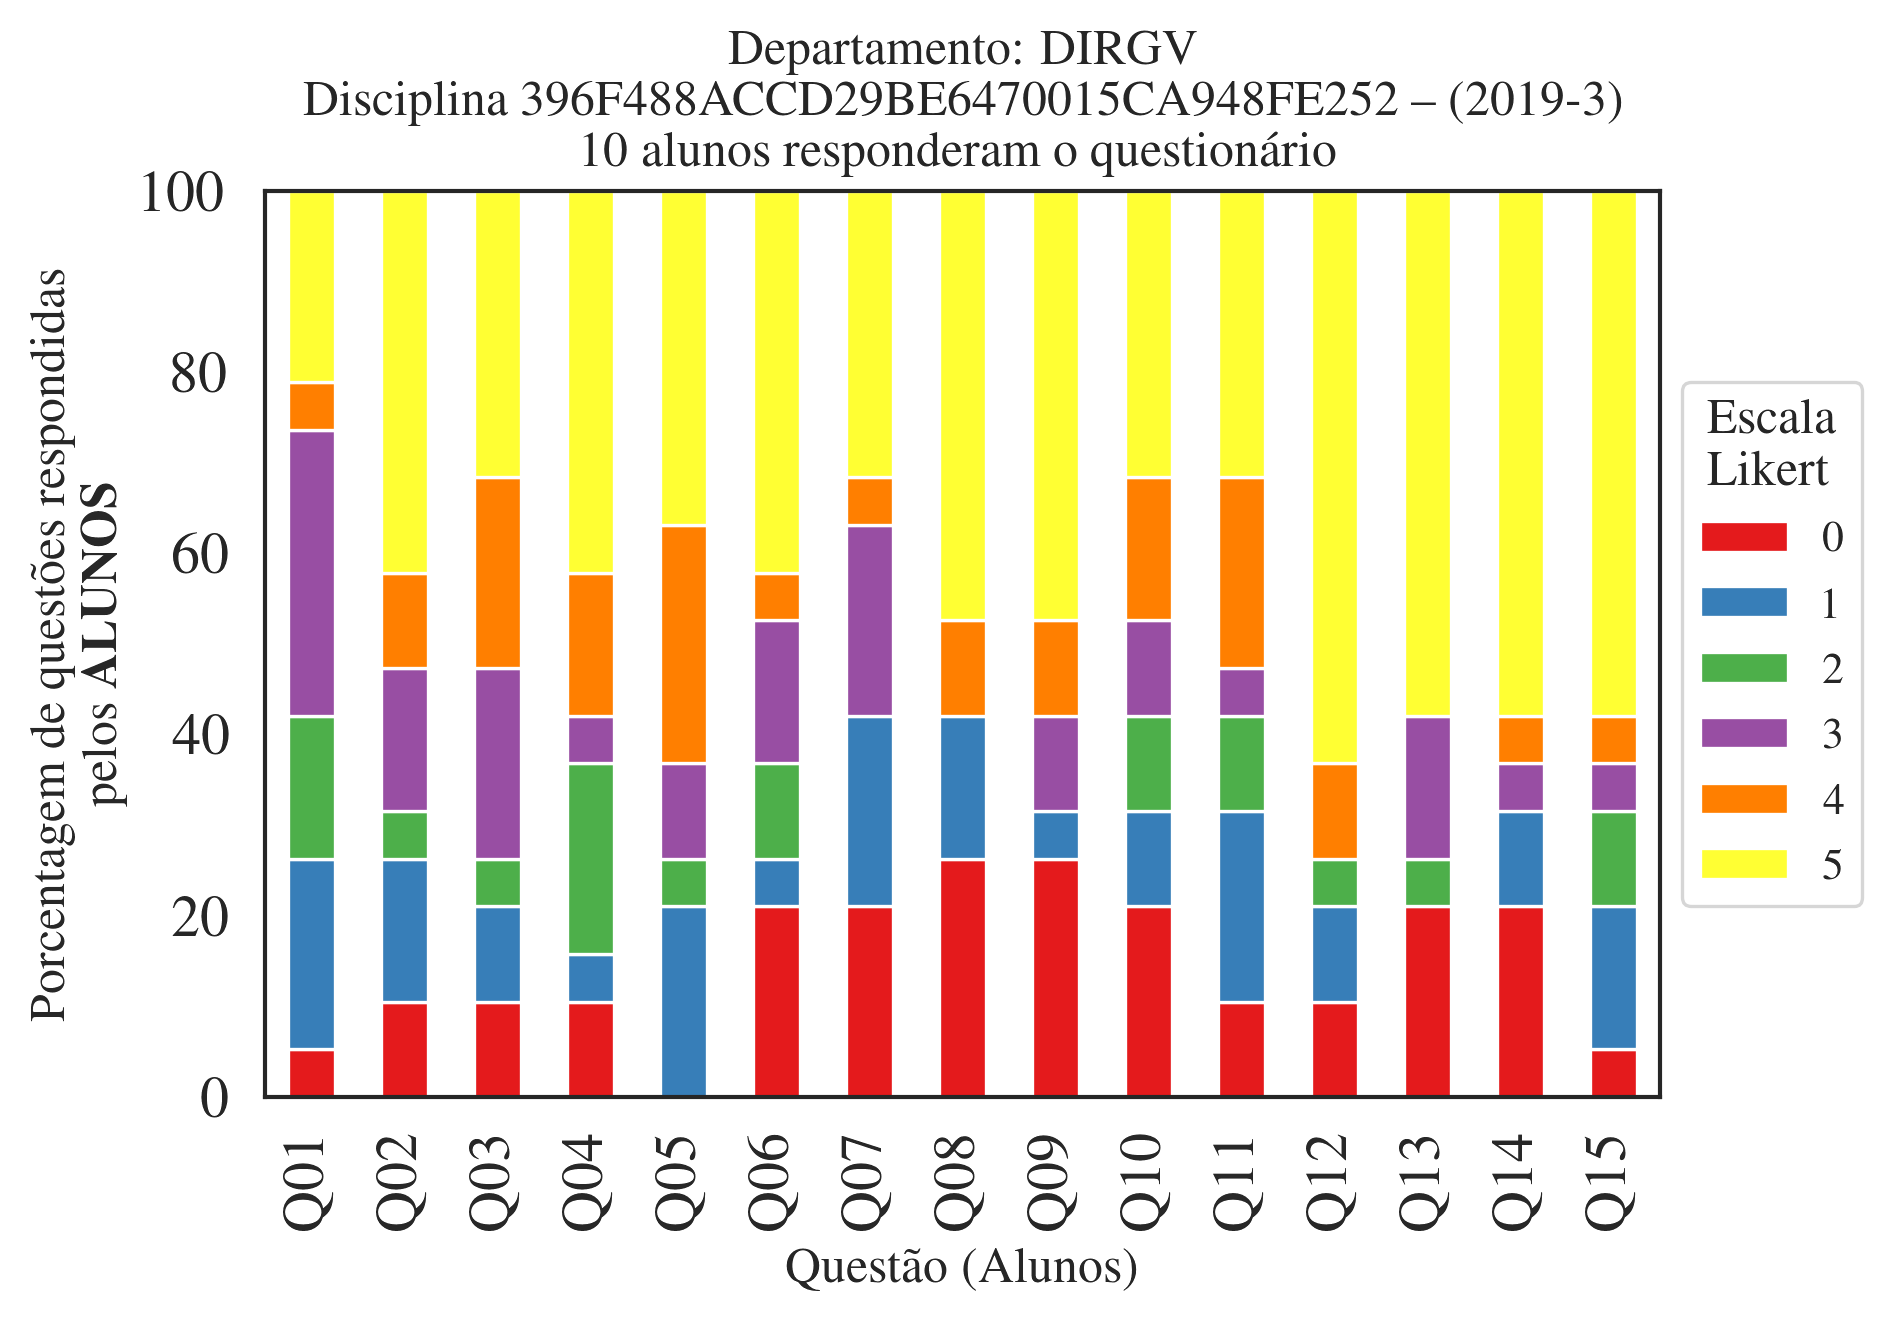 Departamento: DIRGV
Disciplina 396F488ACCD29BE6470015CA948FE252 – (2019-3)
10 alunos responderam o questionário
Porcentagem de questões respondidas
pelos ALUNOS
100
80
60
40
20
0
Q01
Q02
Q03
Q04
Q05
Q06
Q07
Q08
Q09
Q10
Q11
Q12
Q13
Q14
Q15
Questão (Alunos)
Escala
Likert
0
1
2
3
4
5